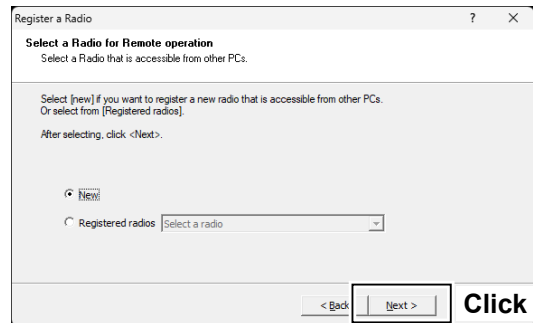 Register a Radio ? ×
Select a Radio for Remote operation
Select a Radio that is accessible from other PCs.
Select [new] if you want to register a new radio that is accessible from other PCs.
Or select from [Registered radios].
After selecting, click <Next>.
New
Registered radios Select a radio
< Back Next > Click